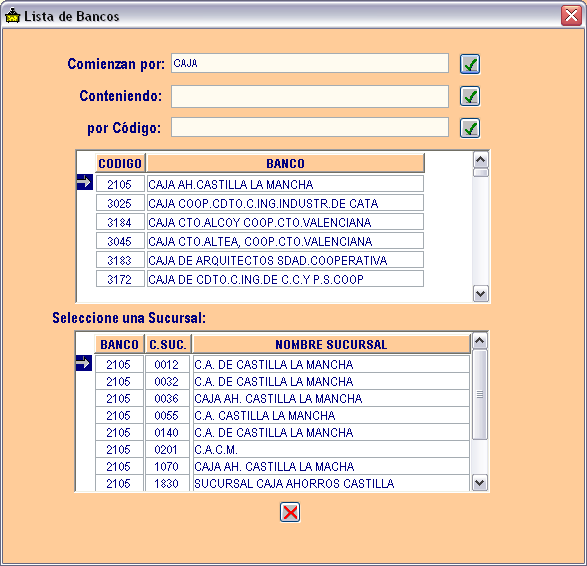 Lista de Bancos
Comienzan por: CAJA
Conteniendo:
por Código:
CODIGO BANCO
2105 CAJA AH.CASTILLA LA MANCHA
3025 CAJA COOP.CDTO.C.ING.INDUSTR.DE CATA
3184 CAJA CTO.ALCOY COOP.CTO.VALENCIANA
3045 CAJA CTO.ALTEA, COOP.CTO.VALENCIANA
3183 CAJA DE ARQUITECTOS SDAD.COOPERATIVA
3172 CAJA DE CDTO.C.ING.DE C.C.Y P.S.COOP
Seleccione una Sucursal:
BANCO C.SUC. NOMBRE SUCURSAL
2105 0012 C.A. DE CASTILLA LA MANCHA
2105 0032 C.A. DE CASTILLA LA MANCHA
2105 0036 CAJA AH. CASTILLA LA MANCHA
2105 0055 C.A. CASTILLA LA MANCHA
2105 0140 C.A. DE CASTILLA LA MANCHA
2105 0201 C.A.C.M.
2105 1070 CAJA AH. CASTILLA LA MACHA
2105 1830 SUCURSAL CAJA AHORROS CASTILLA